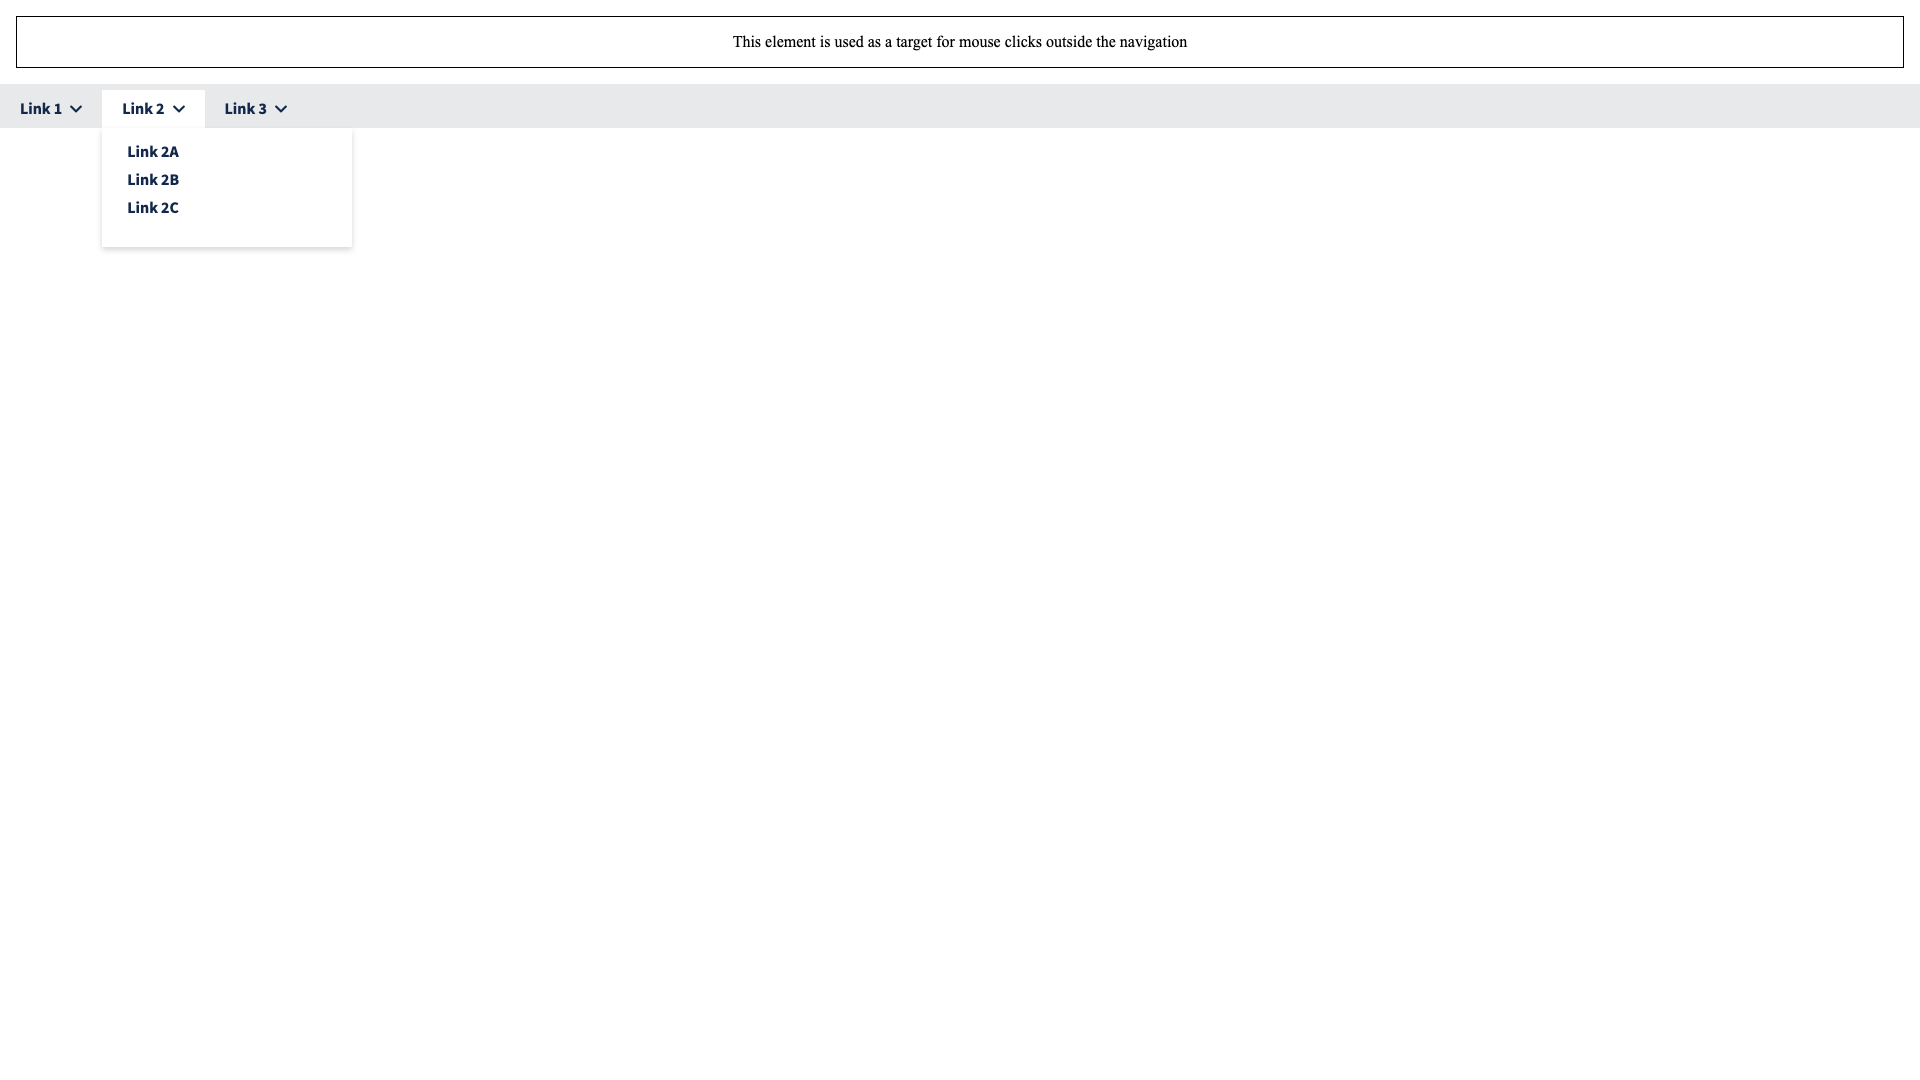 This element is used as a target for mouse clicks outside the navigation
Link 1 Link 2 Link 3
Link 2A
Link 2B
Link 2C